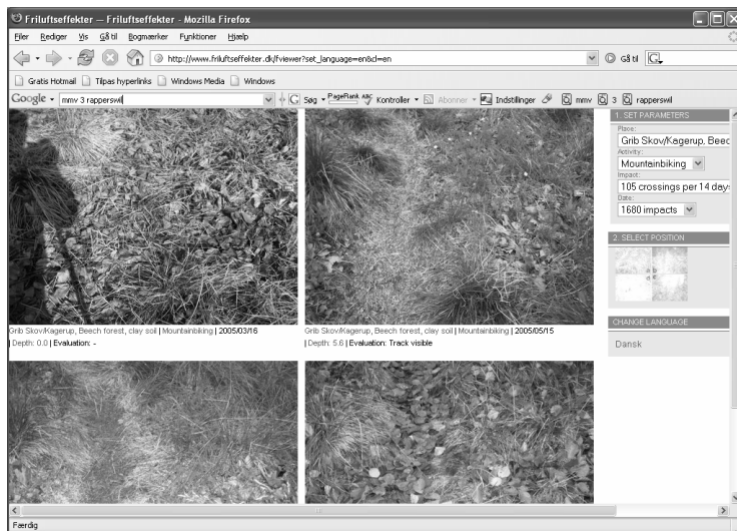 Friluftseffekter — Friluftseffekter - Mozilla Firefox
Filer Rediger Vis Gå til Bogmærker Funktioner Hjælp
http://www.friluftseffekter.dk/fviewer?set_language=en&cl=en Gå til
Gratis Hotmail Tilpas hyperlinks Windows Media Windows
Google mmv 3 rapperswil Søg PageRank ABC Kontroller Abonner Indstillinger mmv 3 rapperswil
1. SET PARAMETERS
Place:
Grib Skov/Kagerup, Beec
Activity:
Mountainbiking
Impact:
105 crossings per 14 days
Date:
1680 impacts
2. SELECT POSITION
CHANGE LANGUAGE
Dansk
Grib Skov/Kagerup, Beech forest, clay soil | Mountainbiking | 2005/03/16
| Depth: 0.0 | Evaluation: -
Grib Skov/Kagerup, Beech forest, clay soil | Mountainbiking | 2005/05/15
| Depth: 5.6 | Evaluation: Track visible
Færdig